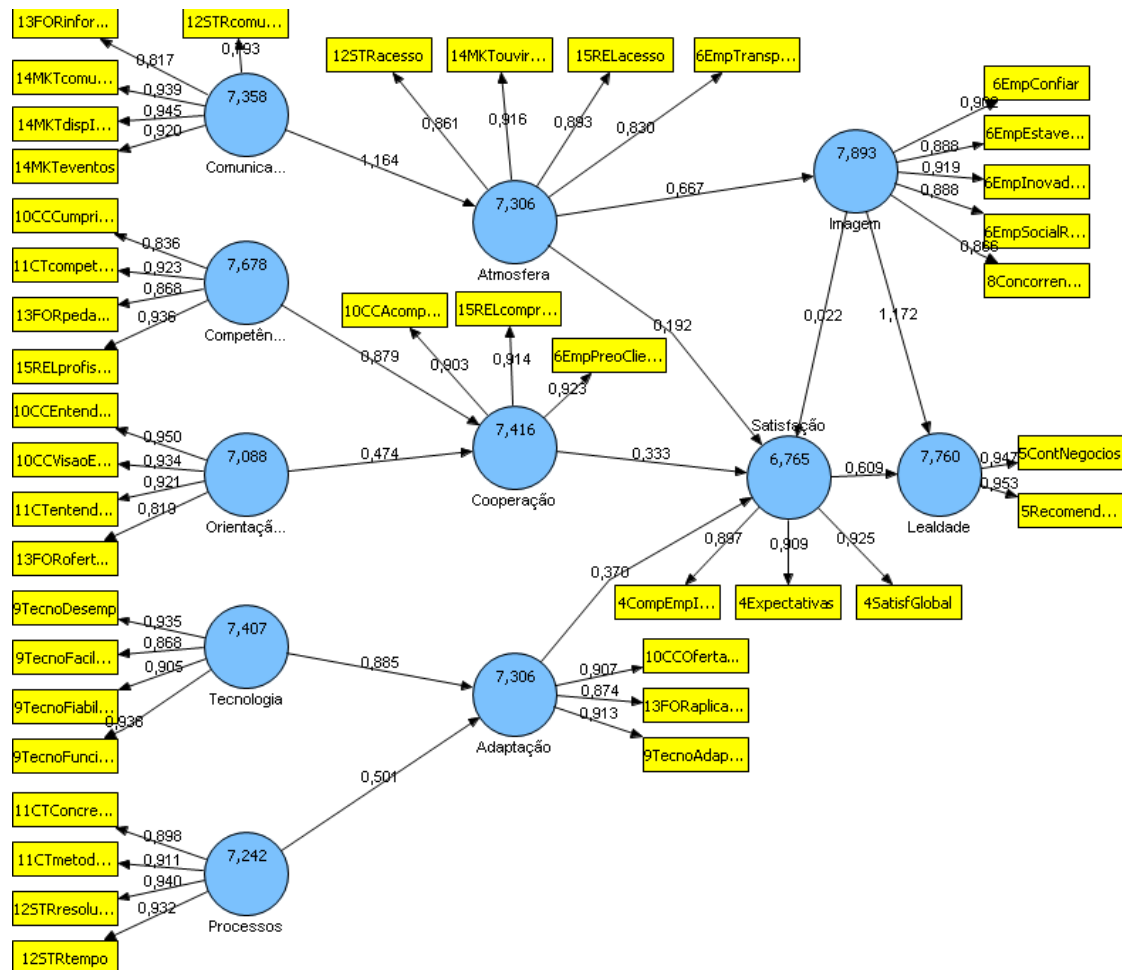 13FORinfor...
12STRcomu...
0,817
14MKTcomu...
0,939
14MKTdispI...
0,945
14MKTeventos
0,920
7,358
Comunica...
1,164
12STRacesso
14MKTouvir...
15RELacesso
6EmpTransp...
0,861
0,916
0,893
0,830
7,306
Atmosfera
0,667
0,192
7,893
Imagem
6EmpConfiar
6EmpEstave...
0,888
6EmpInovad...
0,919
6EmpSocialR...
0,888
8Concorren...
0,866
0,022
1,172
10CCCumpri...
0,836
11CTcompet...
0,923
13FORpeda...
0,868
15RELprofis...
0,936
7,678
Competên...
0,879
10CCAcomp...
15RELcompr...
6EmpPreoClie...
0,903
0,914
0,923
7,416
Cooperação
0,333
10CCEntend...
0,950
10CCVisaoE...
0,934
11CTentend...
0,921
13FORofert...
0,819
7,088
Orientaçã...
0,474
Satisfação
6,765
0,609
7,760
Lealdade
0,947
5ContNegocios
0,953
5Recomend...
0,897
0,909
0,925
4CompEmpI...
4Expectativas
4SatisfGlobal
0,370
9TecnoDesemp
0,935
9TecnoFacil...
0,868
9TecnoFiabil...
0,905
9TecnoFunci...
0,936
7,407
Tecnologia
0,885
7,306
Adaptação
0,907
10CCOferta...
0,874
13FORaplica...
0,913
9TecnoAdap...
0,501
11CTConcre...
0,898
11CTmetod...
0,911
12STRresolu...
0,940
12STRtempo
0,932
7,242
Processos